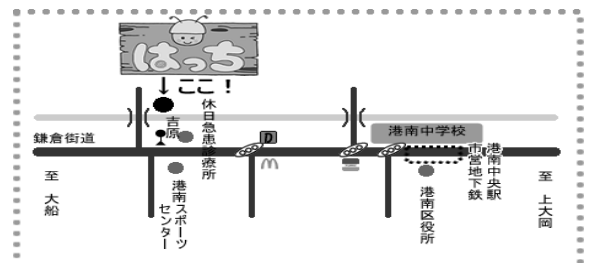 はっち
↓ここ！
吉原
休日急患診療所
D
港南中学校
鎌倉街道
港南中央駅
市営地下鉄
至 大船
港南スポーツ
センター
港南区役所
至 上大岡